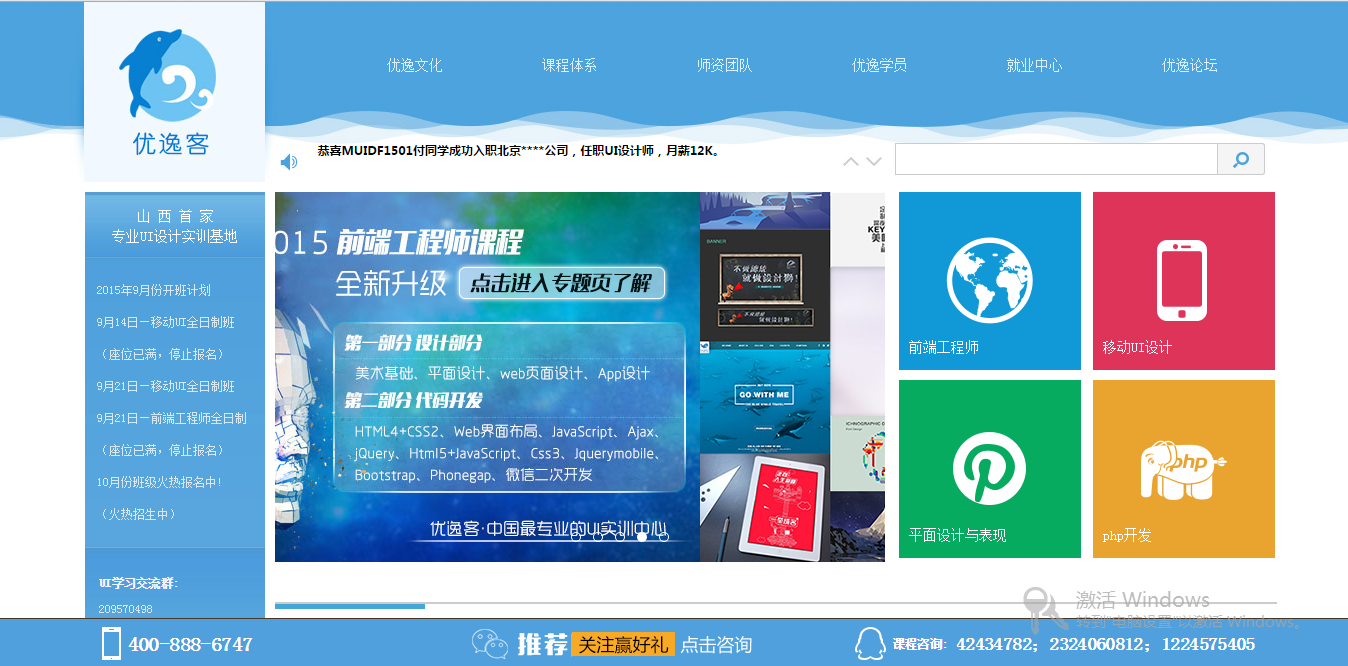 优逸客
优逸文化
课程体系
师资团队
优逸学员
就业中心
优逸论坛
恭喜MUIDF1501付同学成功入职北京****公司，任职UI设计师，月薪12K。
山 西 首 家
专业UI设计实训基地
2015年9月份开班计划
9月14日—移动UI全日制班
（座位已满，停止报名）
9月21日—移动UI全日制班
9月21日—前端工程师全日制
（座位已满，停止报名）
10月份班级火热报名中!
（火热招生中）
UI学习交流群:
209570498
015 前端工程师课程
全新升级 点击进入专题页了解
第一部分 设计部分
美术基础、平面设计、web页面设计、App设计
第二部分 代码开发
HTML4+CSS2、Web界面布局、JavaScript、Ajax、
jQuery、Html5+JavaScript、Css3、Jquerymobile、
Bootstrap、Phonegap、微信二次开发
优逸客·中国最专业的UI实训中心
BANNER
GO WITH ME
前端工程师
移动UI设计
平面设计与表现
php
php开发
激活 Windows
转到"电脑设置"以激活 Windows。
400-888-6747
推荐 关注赢好礼 点击咨询
课程咨询: 42434782; 2324060812; 1224575405